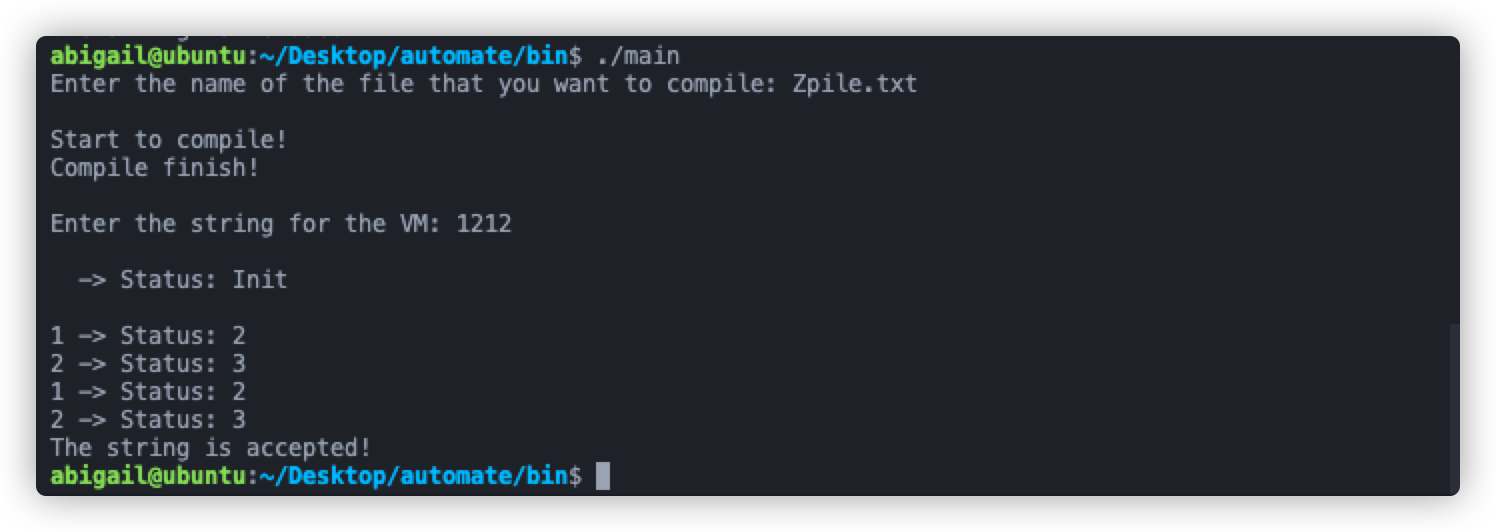 abigail@ubuntu:~/Desktop/automate/bin$ ./main
Enter the name of the file that you want to compile: Zpile.txt
Start to compile!
Compile finish!
Enter the string for the VM: 1212
-> Status: Init
1 -> Status: 2
2 -> Status: 3
1 -> Status: 2
2 -> Status: 3
The string is accepted!
abigail@ubuntu:~/Desktop/automate/bin$